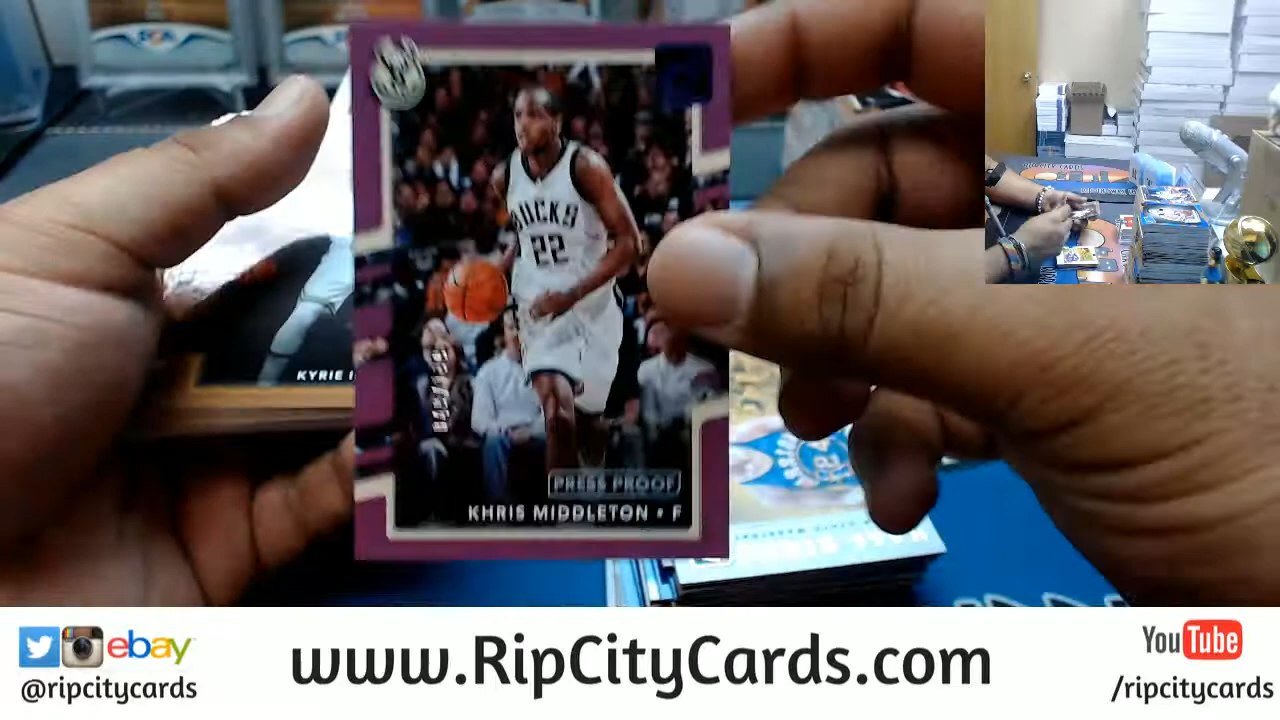 BUCKS
22
PRESS PROOF
KHRIS MIDDLETON • F
KYRIE I
ebay
@ripcitycards
www.RipCityCards.com
YouTube
/ripcitycards